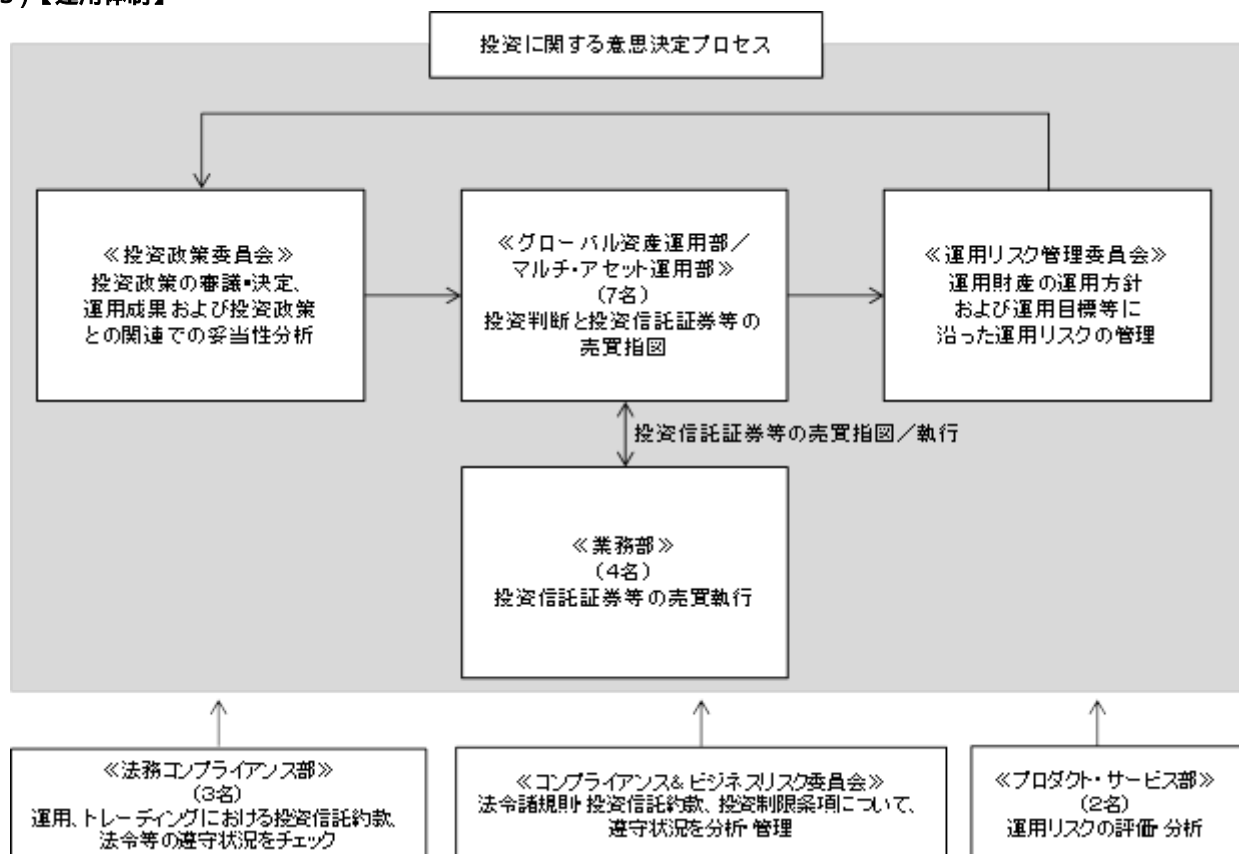 【運用体制】
投資に関する意思決定プロセス
≪投資政策委員会≫
投資政策の審議・決定、
運用成果および投資政策
との関連での妥当性分析
≪グローバル資産運用部／
マルチ・アセット運用部≫
(7名)
投資判断と投資信託証券等の
売買指図
≪運用リスク管理委員会≫
運用財産の運用方針
および運用目標等に
沿った運用リスクの管理
投資信託証券等の売買指図／執行
≪業務部≫
(4名)
投資信託証券等の売買執行
≪法務コンプライアンス部≫
(3名)
運用、トレーディングにおける投資信託約款、
法令等の遵守状況をチェック
≪コンプライアンス& ビジネスリスク委員会≫
法令諸規則・投資信託約款、投資制限条項について、
遵守状況を分析・管理
≪プロダクト・サービス部≫
(2名)
運用リスクの評価・分析